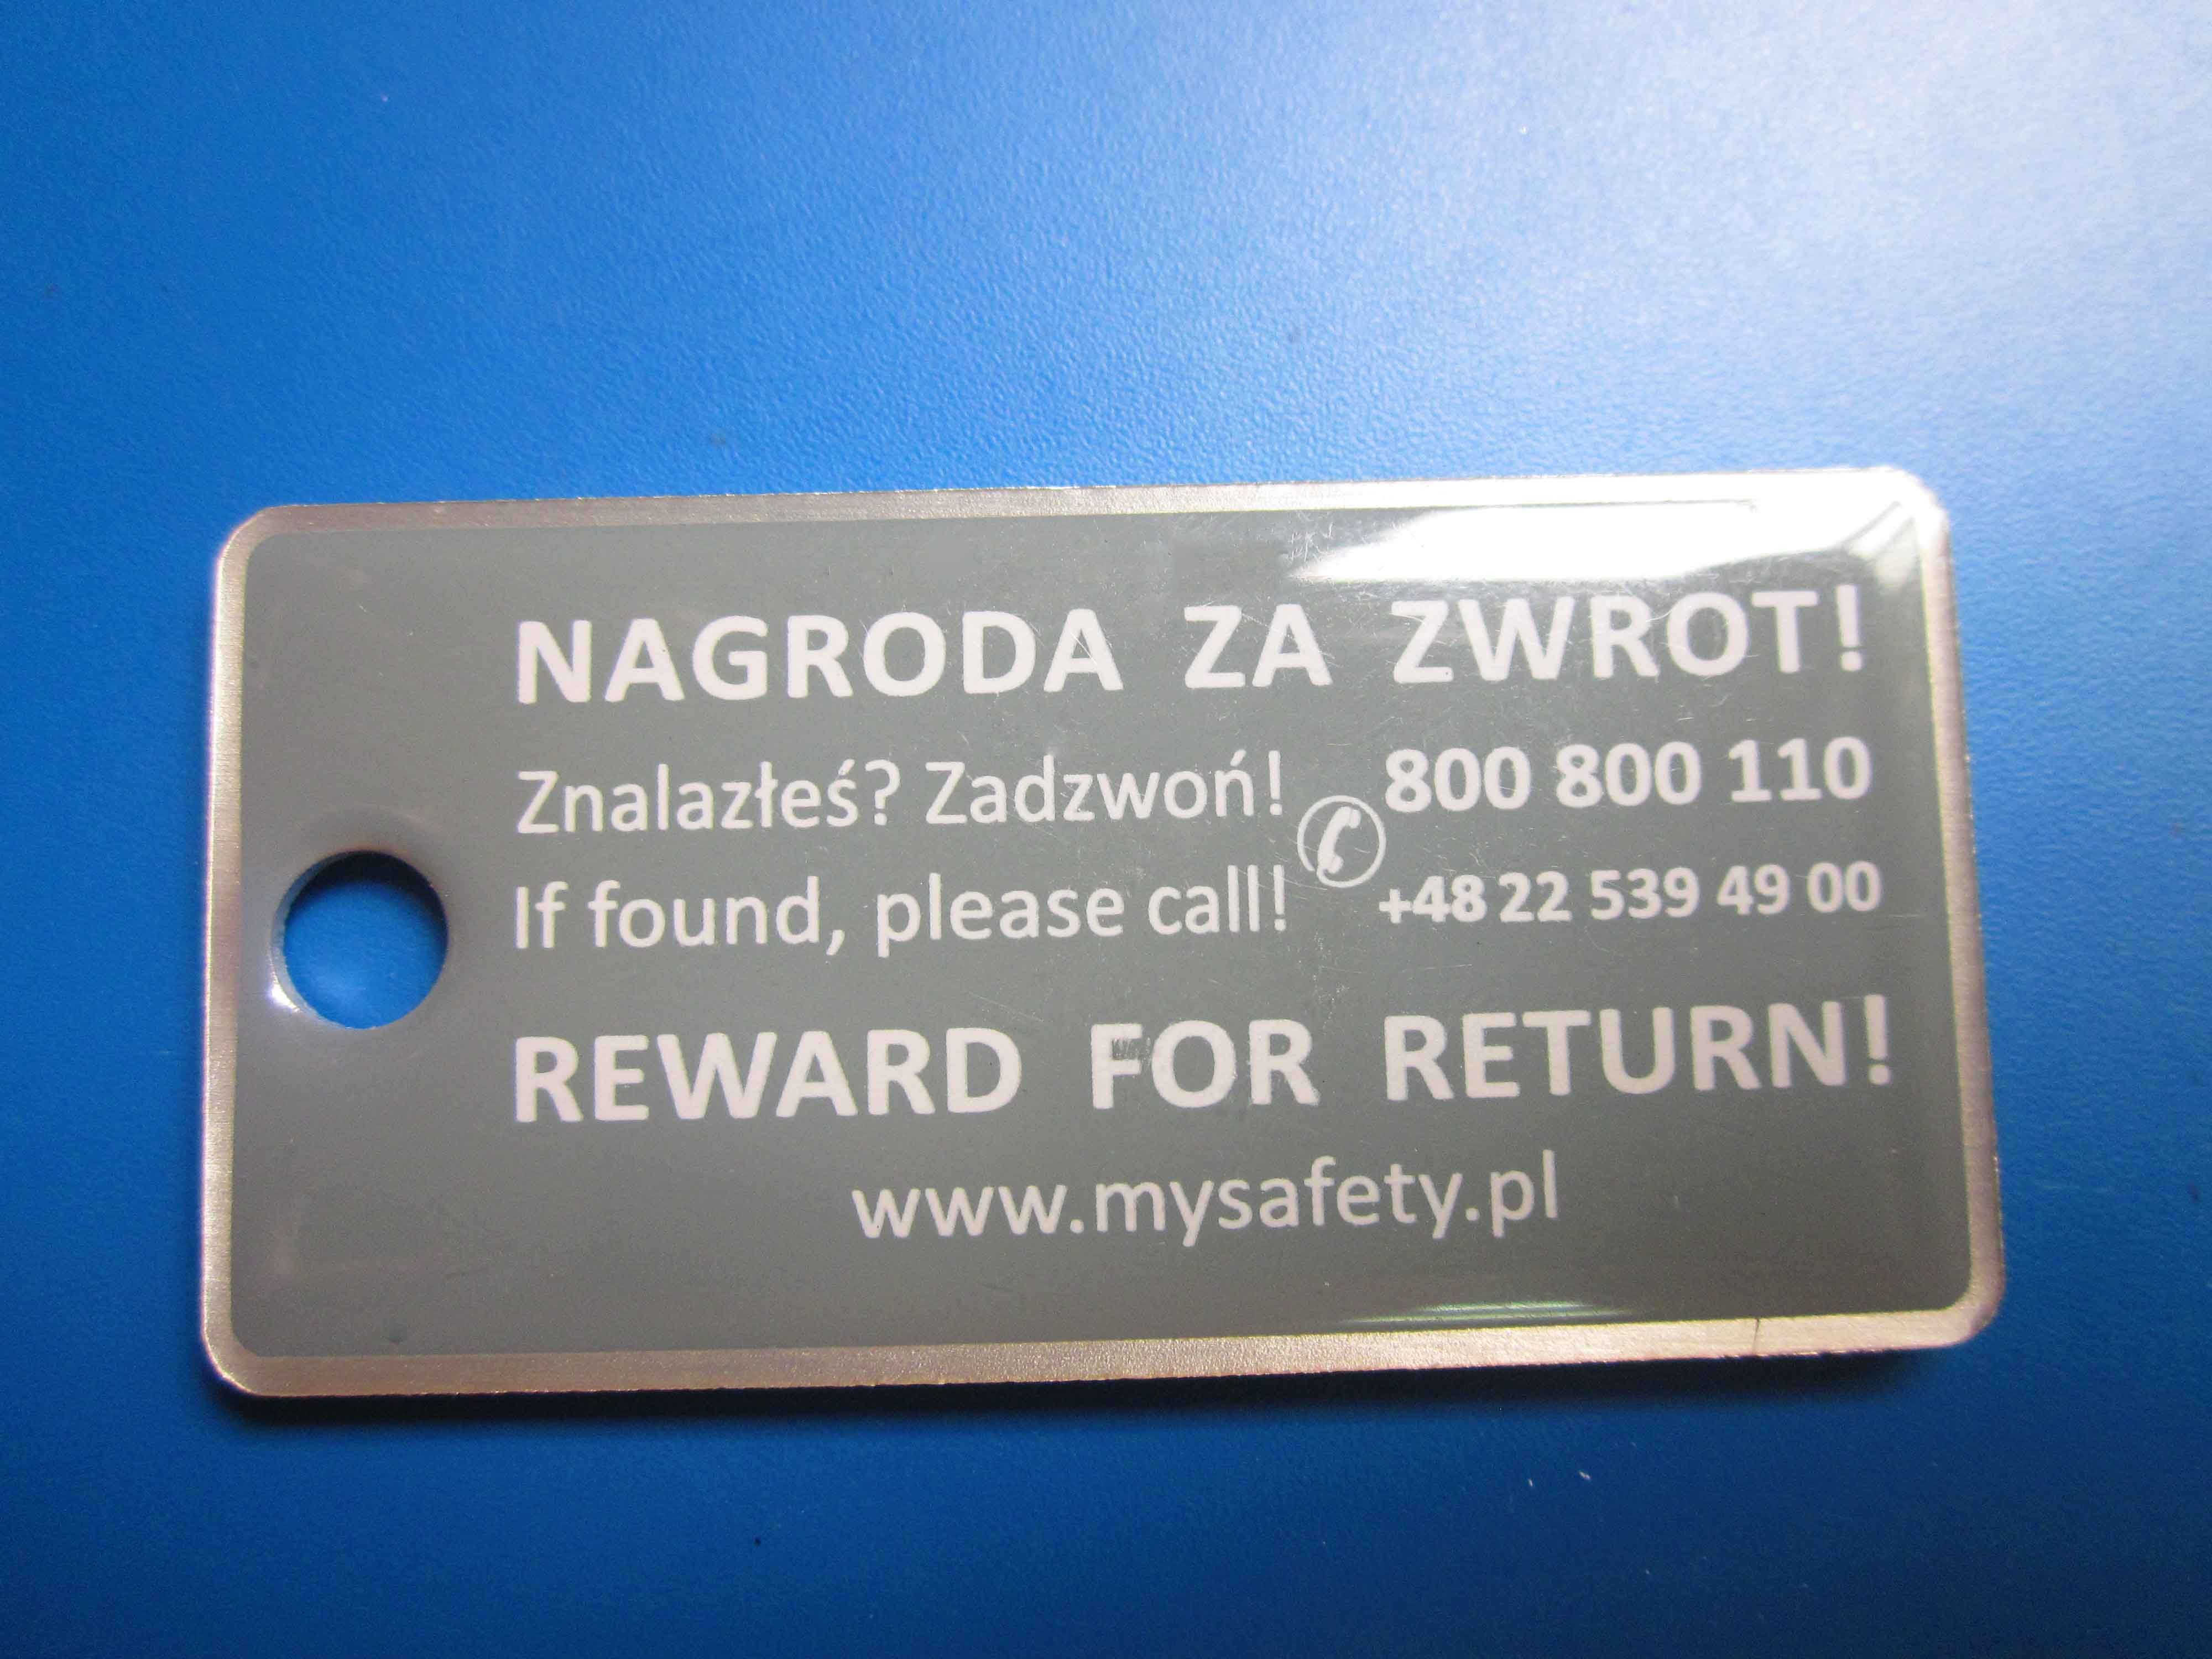 NAGRODA ZA ZWROT!
Znalazłeś? Zadzwoń! 800 800 110
If found, please call! +48 22 539 49 00
REWARD FOR RETURN!
www.mysafety.pl